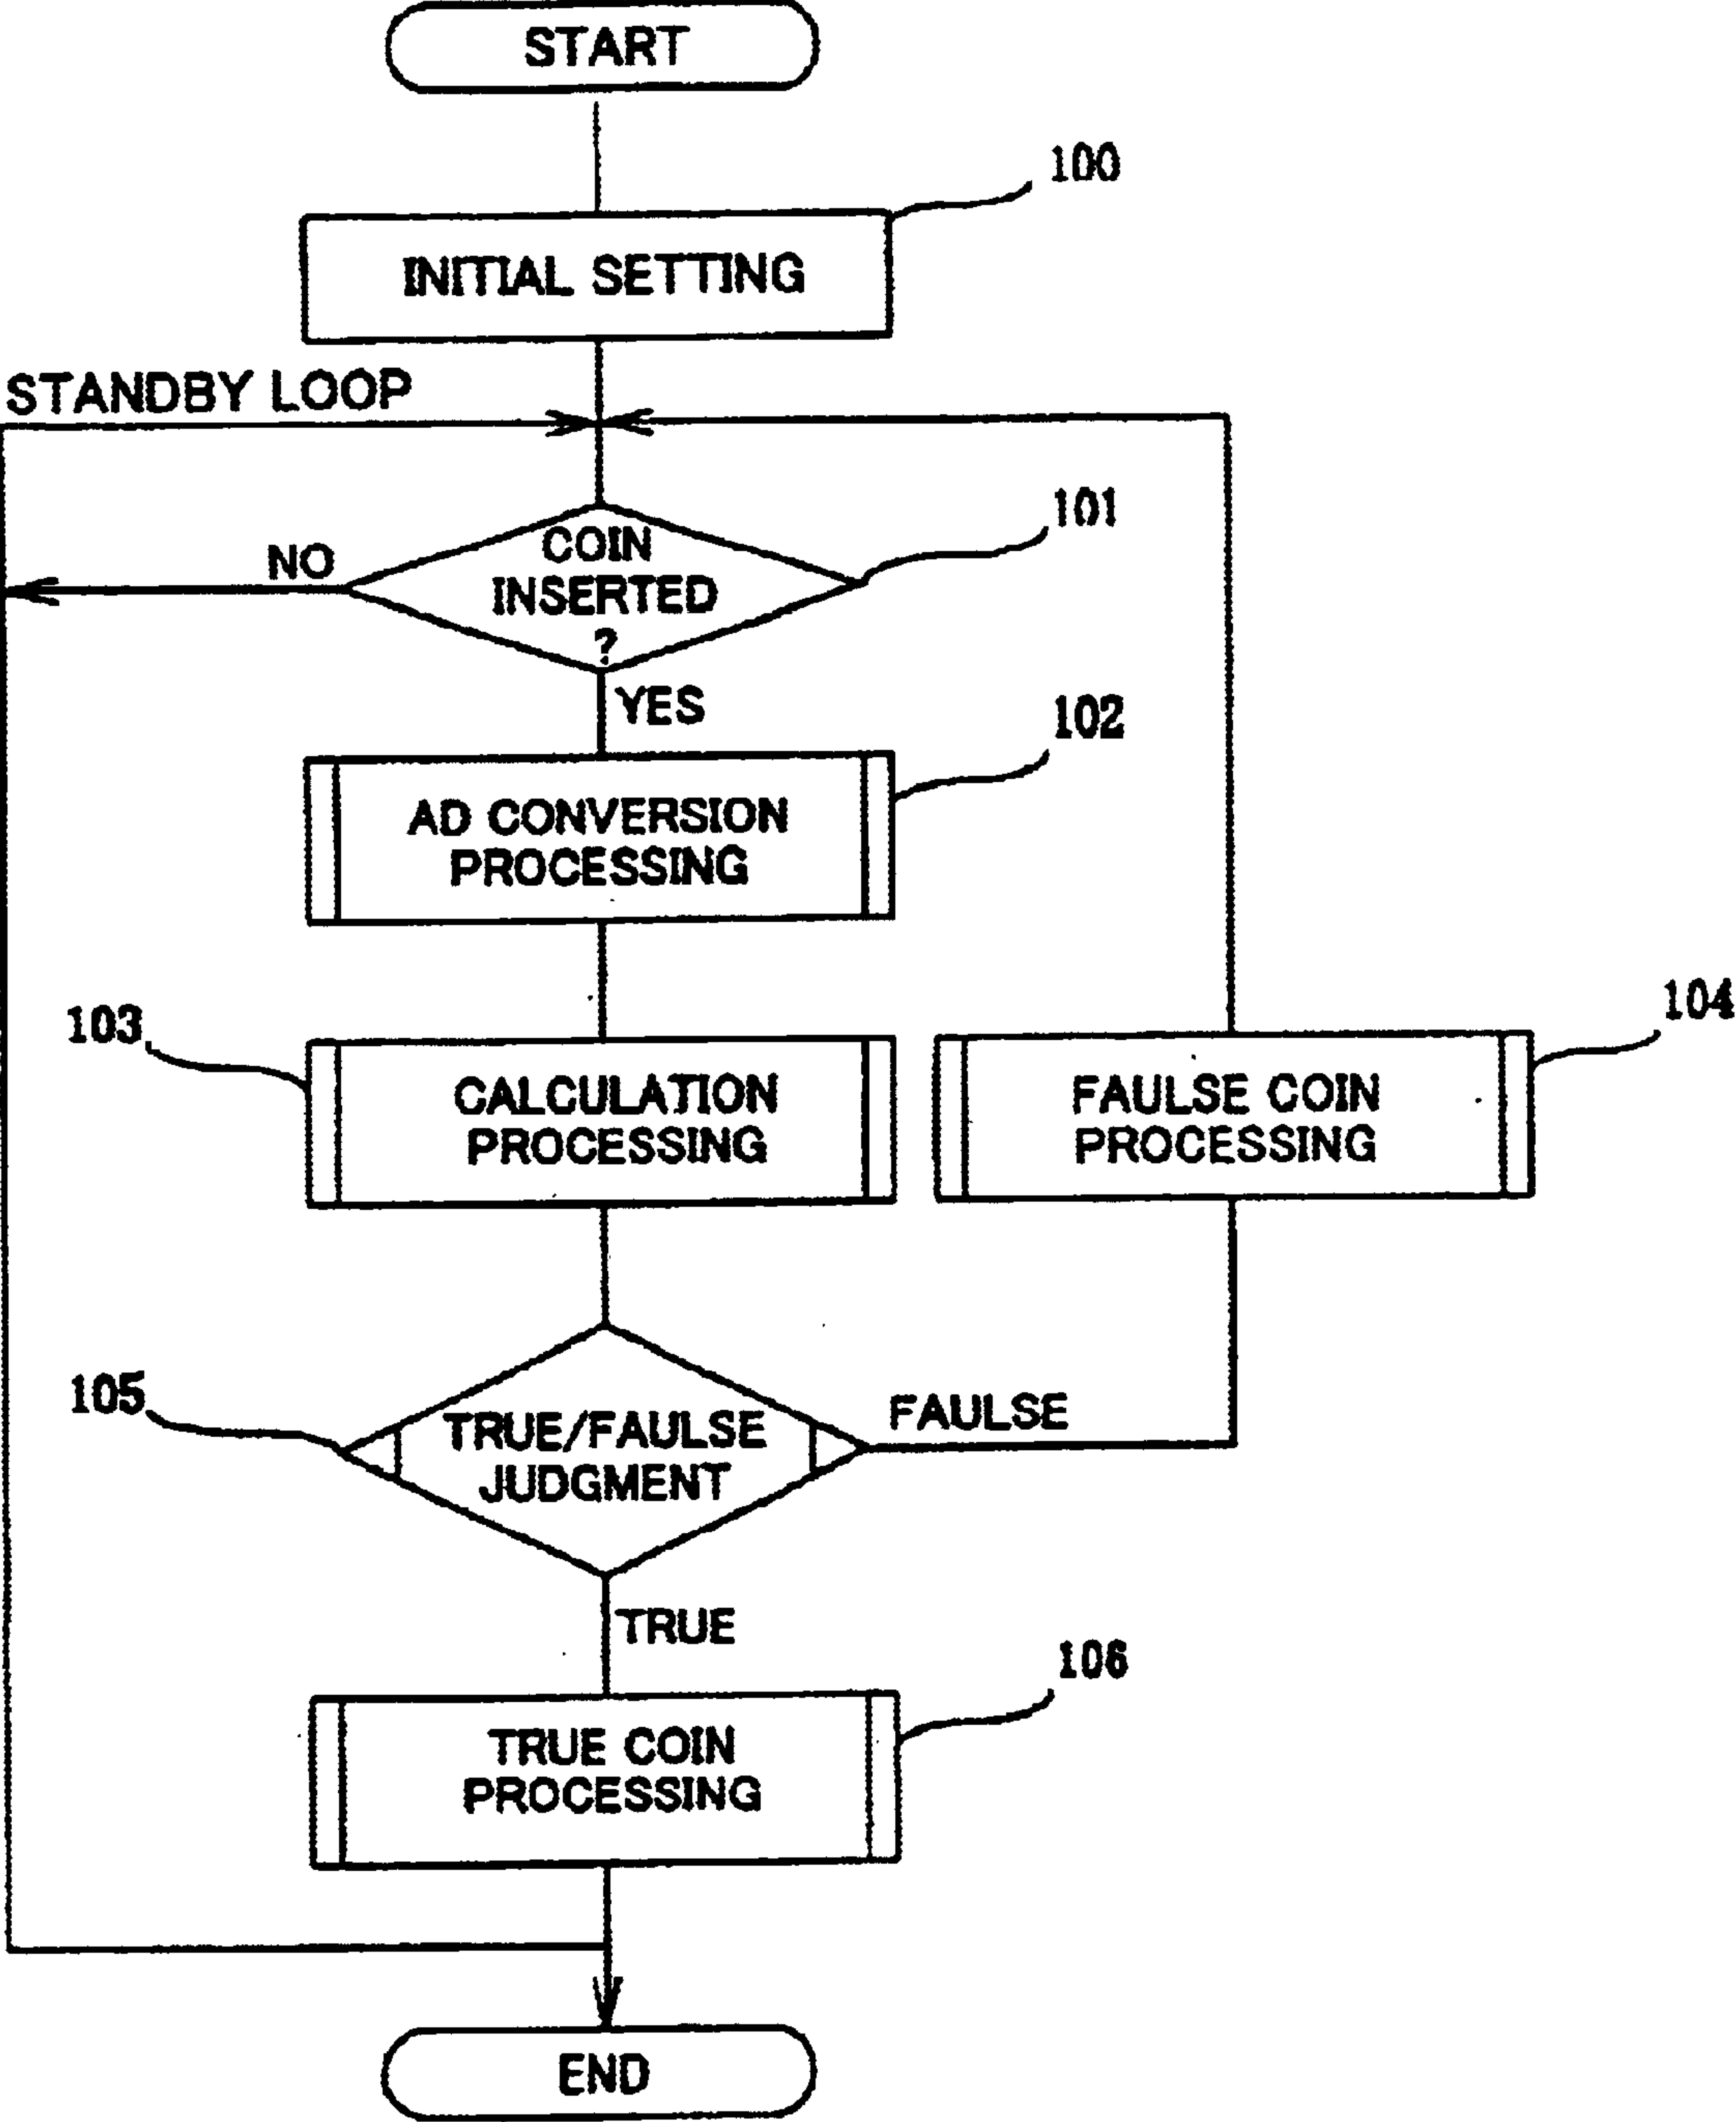 START
100
INITIAL SETTING
STANDBY LOOP
101
COIN
INSERTED
?
NO
YES
102
AD CONVERSION
PROCESSING
103
CALCULATION
PROCESSING
104
FAULSE COIN
PROCESSING
105
TRUE/FAULSE
JUDGMENT
FAULSE
TRUE
106
TRUE COIN
PROCESSING
END